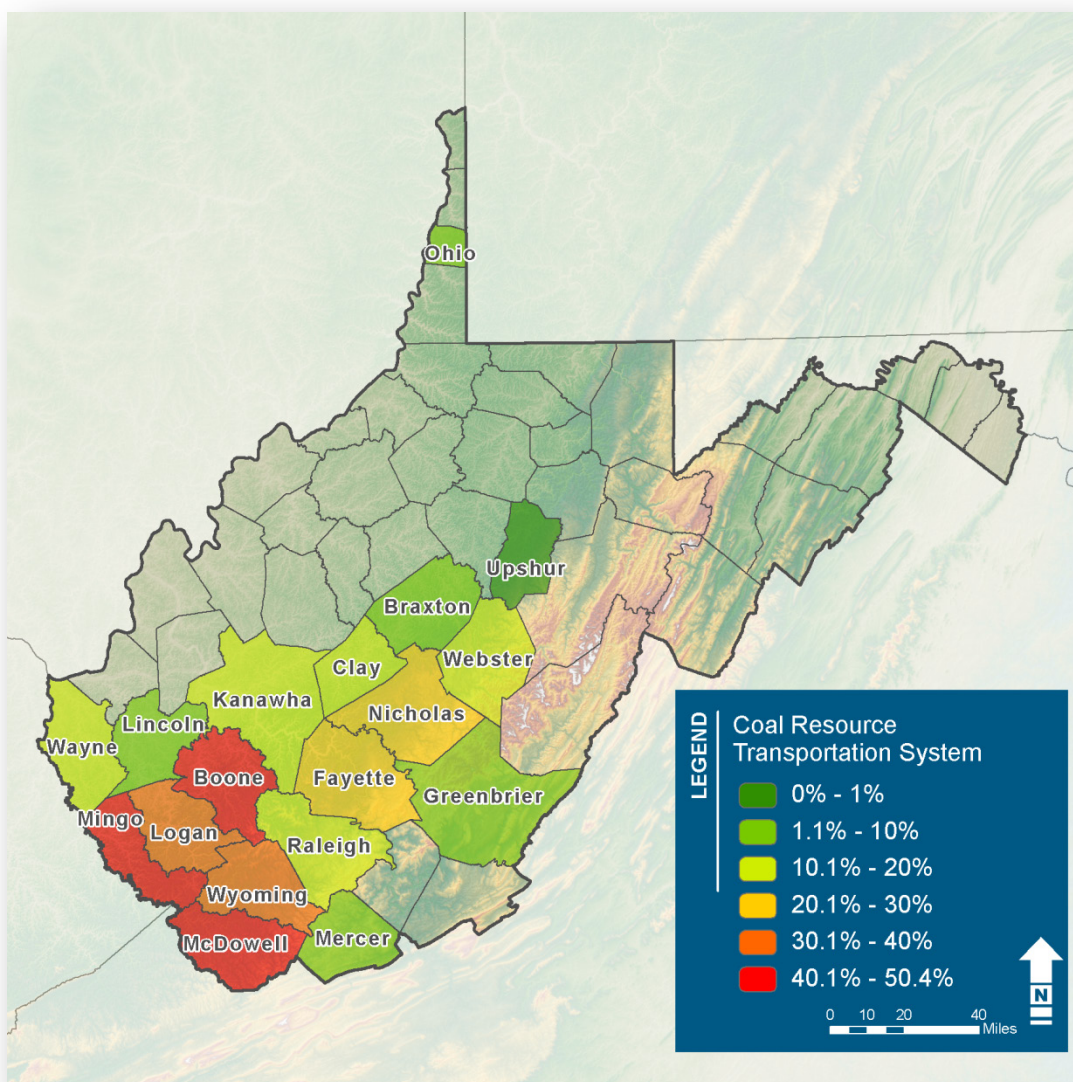 Ohio
Upshur
Braxton
Webster
Clay
Kanawha
Nicholas
Lincoln
Wayne
Boone
Fayette
Greenbrier
Mingo
Logan
Raleigh
Wyoming
McDowell
Mercer
LEGEND
Coal Resource
Transportation System
0% - 1%
1.1% - 10%
10.1% - 20%
20.1% - 30%
30.1% - 40%
40.1% - 50.4%
N
0 10 20 40
Miles